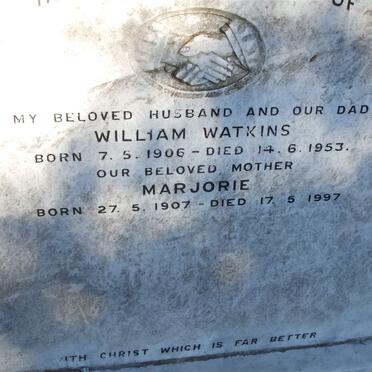 OF
MY BELOVED HUSBAND AND OUR DAD
WILLIAM WATKINS
BORN 7. 5. 1906 - DIED 14. 6. 1953.
OUR BELOVED MOTHER
MARJORIE
BORN 27. 5. 1907 - DIED 17. 5 1997
CHRIST WHICH IS FAR BETTER